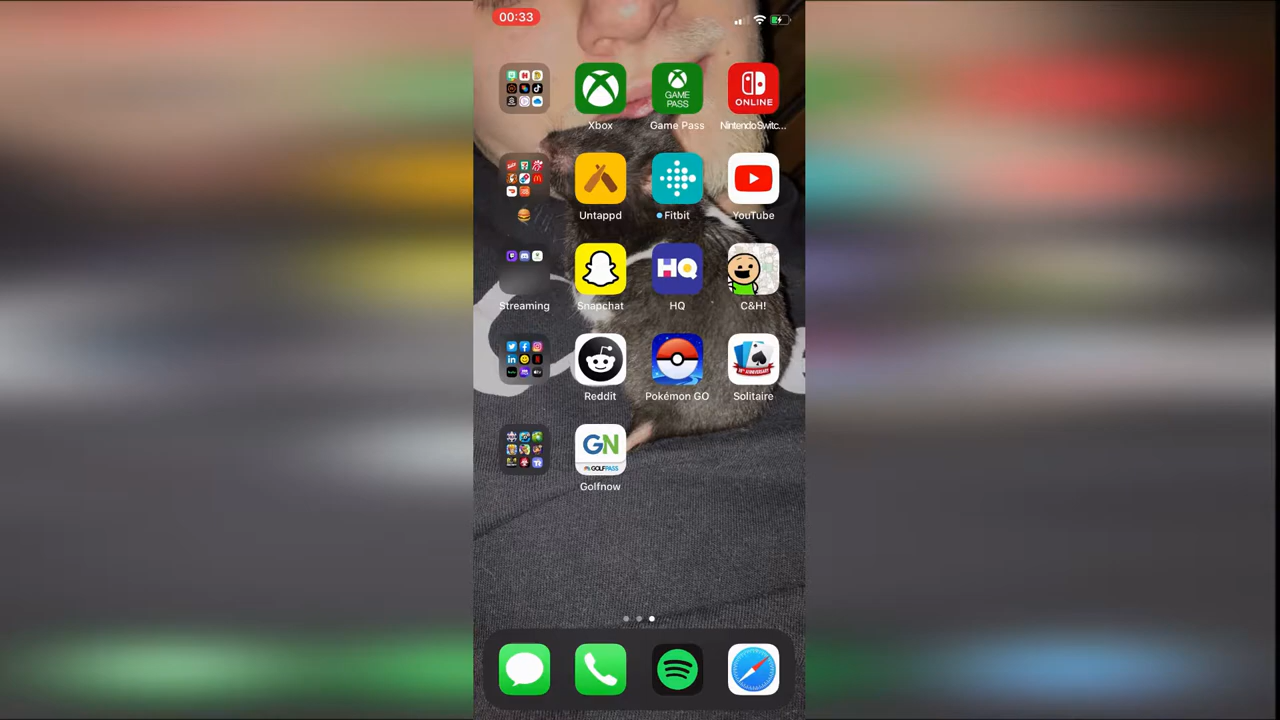 00:33
GAME
PASS
ONLINE
Xbox
Game Pass
NintendoSwitc...
Untappd
Fitbit
YouTube
HQ
Streaming
Snapchat
HQ
C&H!
Reddit
Pokémon GO
Solitaire
GN
GOLFPASS
Golfnow